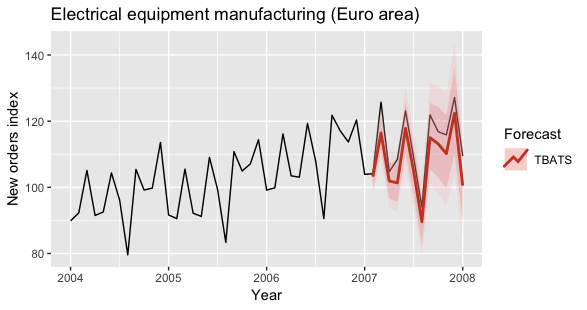 Electrical equipment manufacturing (Euro area)
New orders index
140
120
100
80
2004
2005
2006
2007
2008
Year
Forecast
TBATS